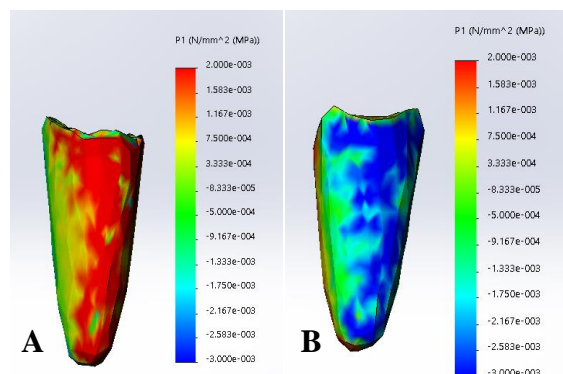 P1 (N/mm^2 (MPa))
2.000e-003
1.583e-003
1.167e-003
7.500e-004
3.333e-004
-8.333e-005
-5.000e-004
-9.167e-004
-1.333e-003
-1.750e-003
-2.167e-003
-2.583e-003
-3.000e-003
A
P1 (N/mm^2 (MPa))
2.000e-003
1.583e-003
1.167e-003
7.500e-004
3.333e-004
-8.333e-005
-5.000e-004
-9.167e-004
-1.333e-003
-1.750e-003
-2.167e-003
-2.583e-003
-3.000e-003
B